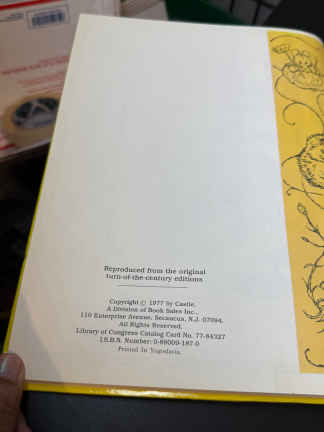 Reproduced from the original
turn-of-the-century editions
Copyright © 1977 by Castle,
A Division of Book Sales Inc.,
110 Enterprise Avenue, Secaucus, N.J. 07094.
All Rights Reserved.
Library of Congress Catalog Card No. 77-84327
I.S.B.N. Number: 0-89009-187-0
Printed In Yugoslavia.